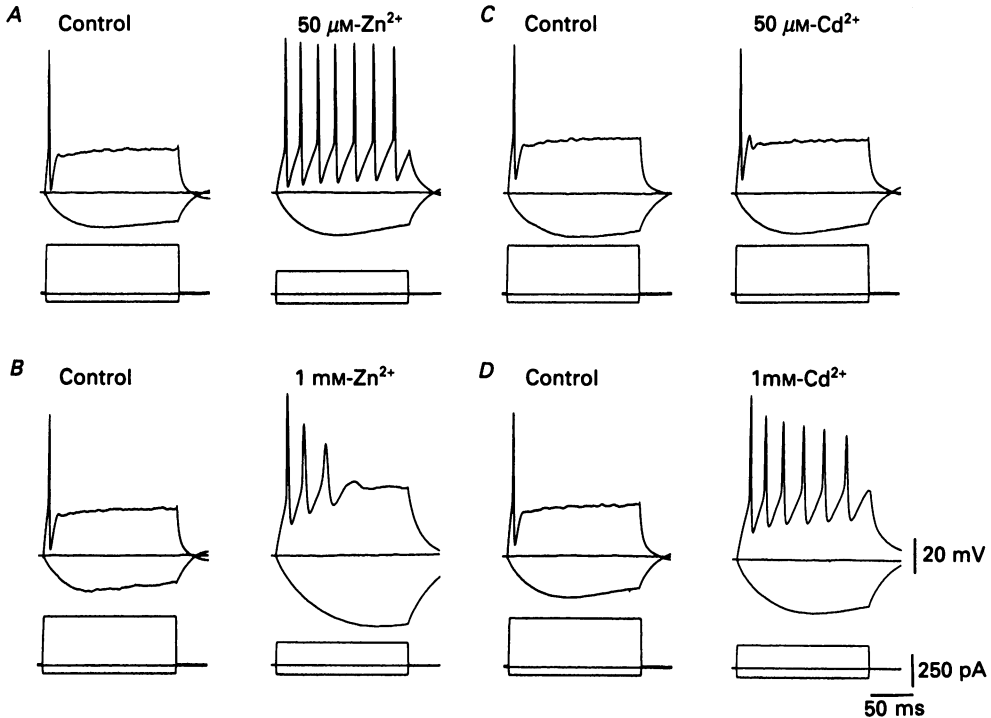 A
Control
50 μM-Zn²⁺
C
Control
50 μM-Cd²⁺
B
Control
1 mM-Zn²⁺
D
Control
1mM-Cd²⁺
20 mV
250 pA
50 ms